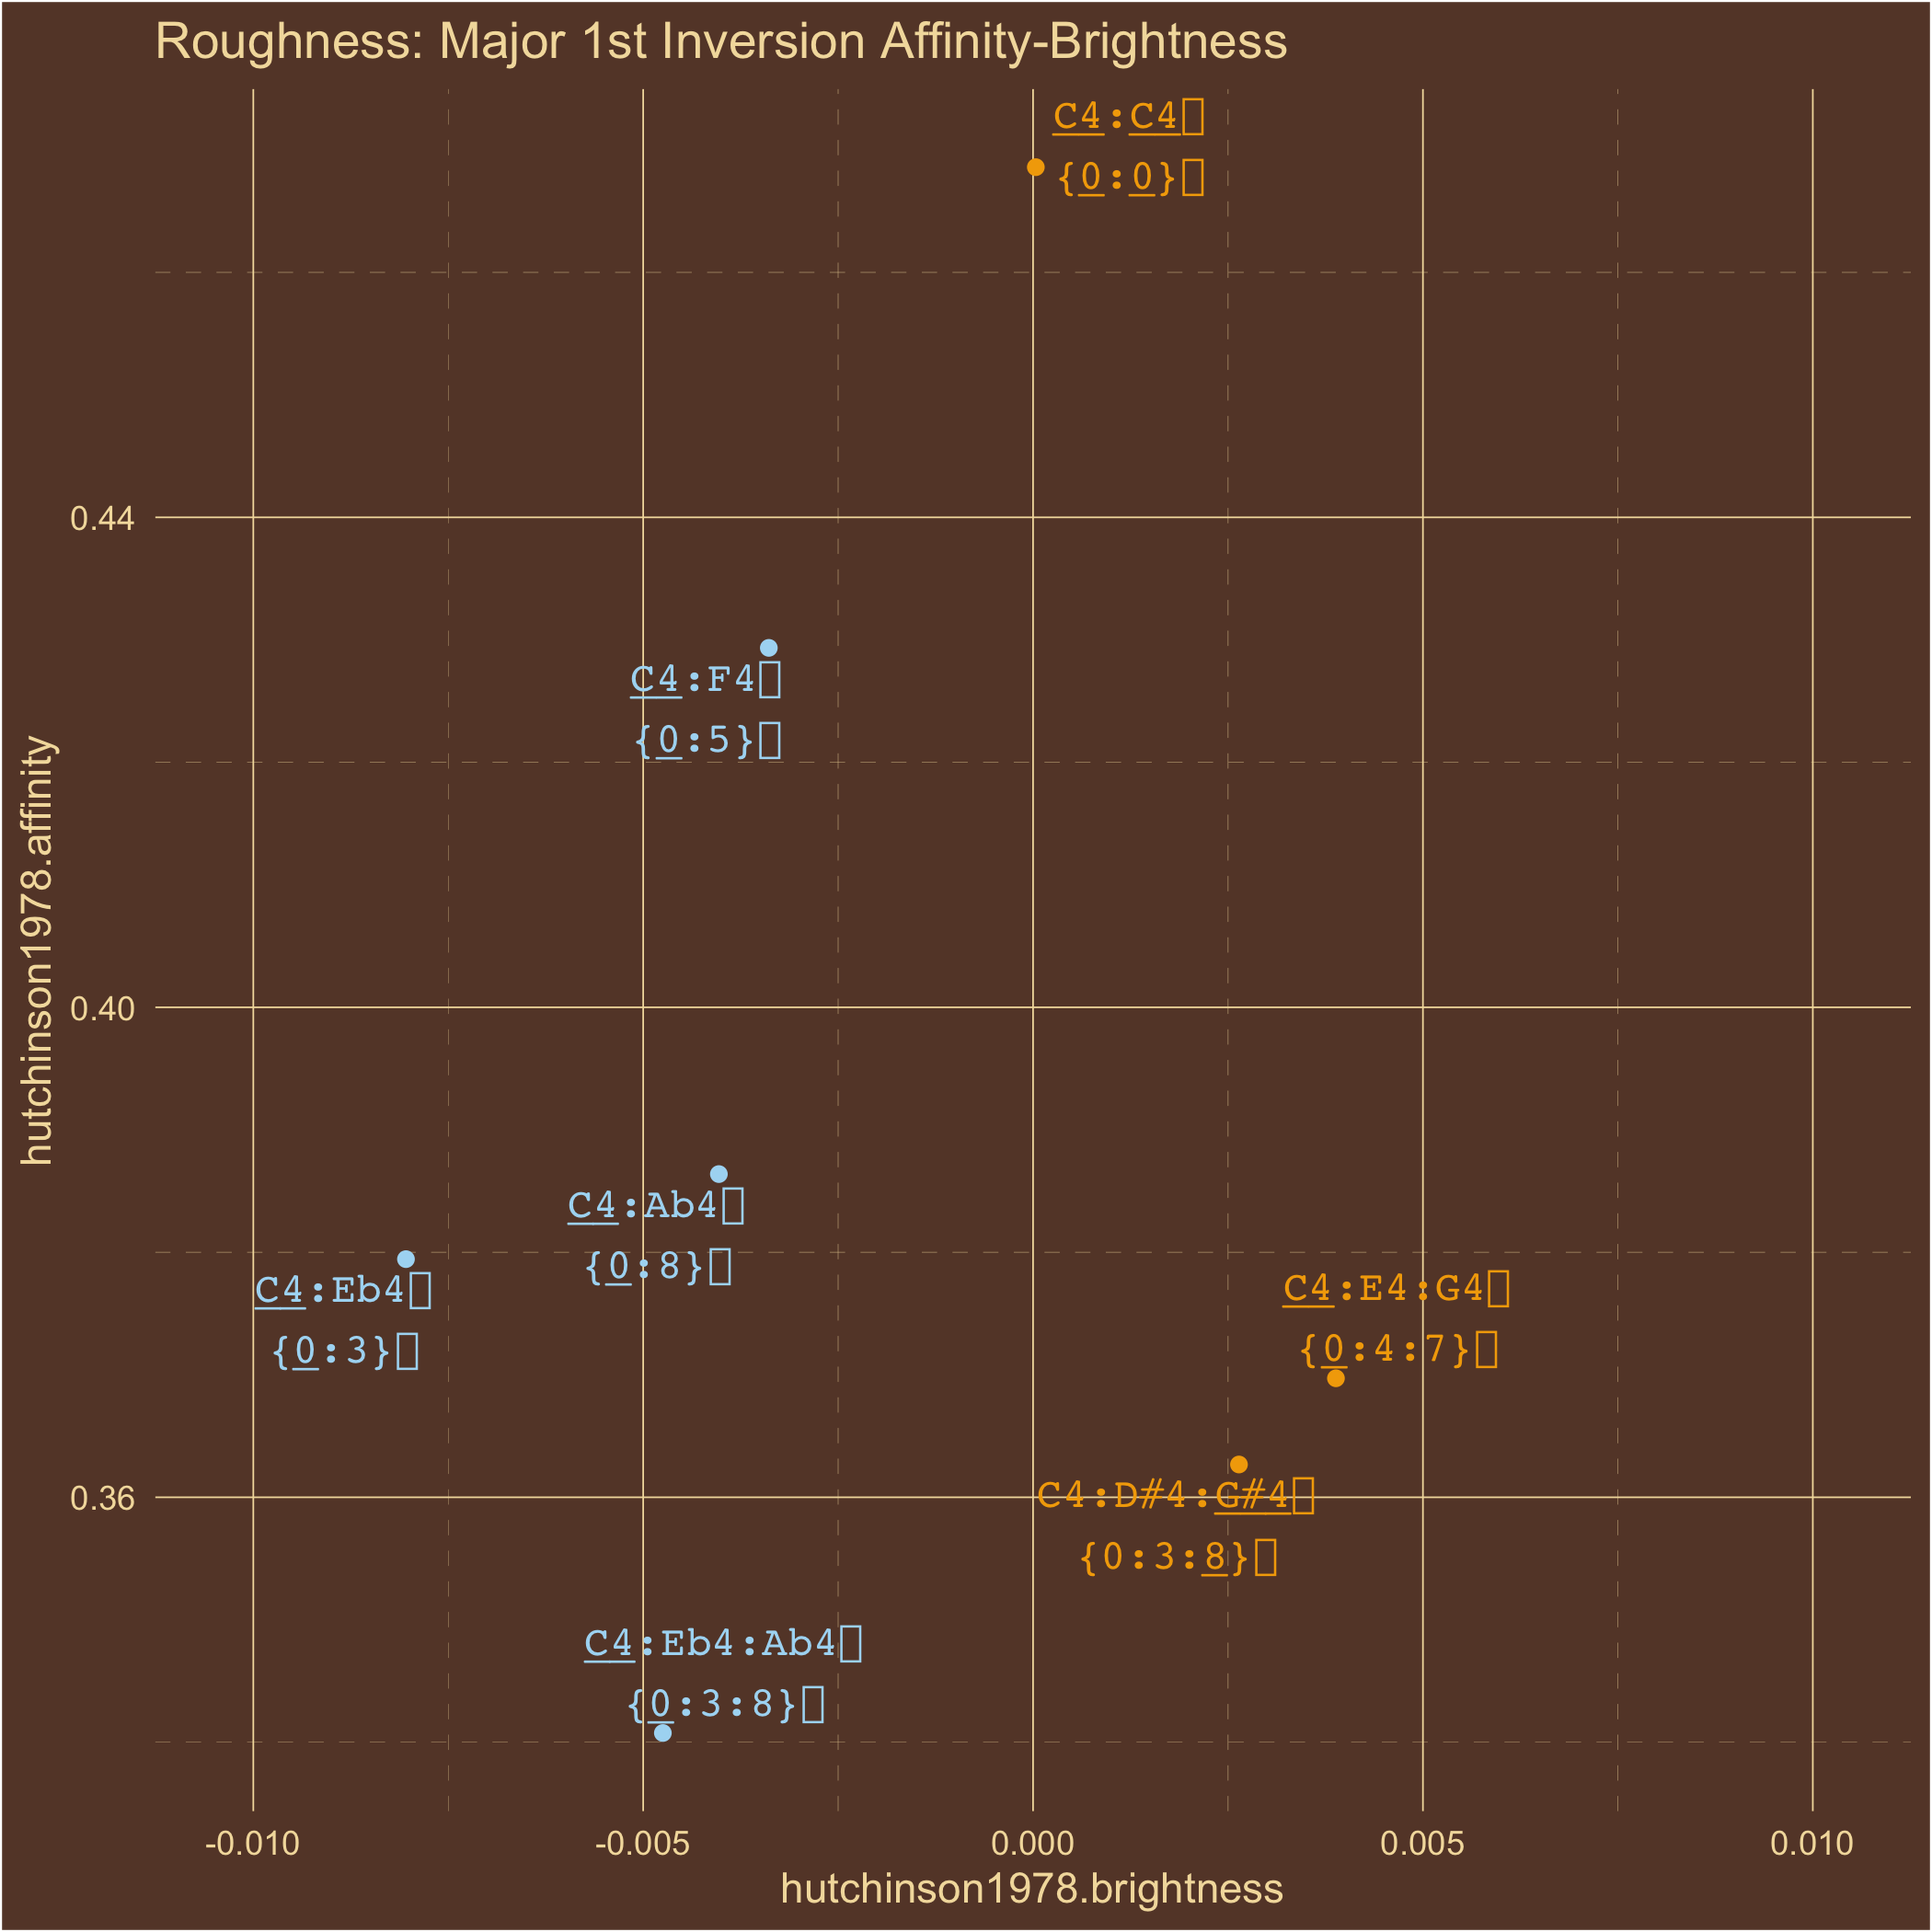 Roughness: Major 1st Inversion Affinity-Brightness
C4:C4
{0:0}
0.44
C4:F4
{0:5}
hutchinson1978.affinity
0.40
C4:Ab4
{0:8}
C4:Eb4
{0:3}
C4:E4:G4
{0:4:7}
0.36
C4:D#4:G#4
{0:3:8}
C4:Eb4:Ab4
{0:3:8}
-0.010 -0.005 0.000 0.005 0.010
hutchinson1978.brightness